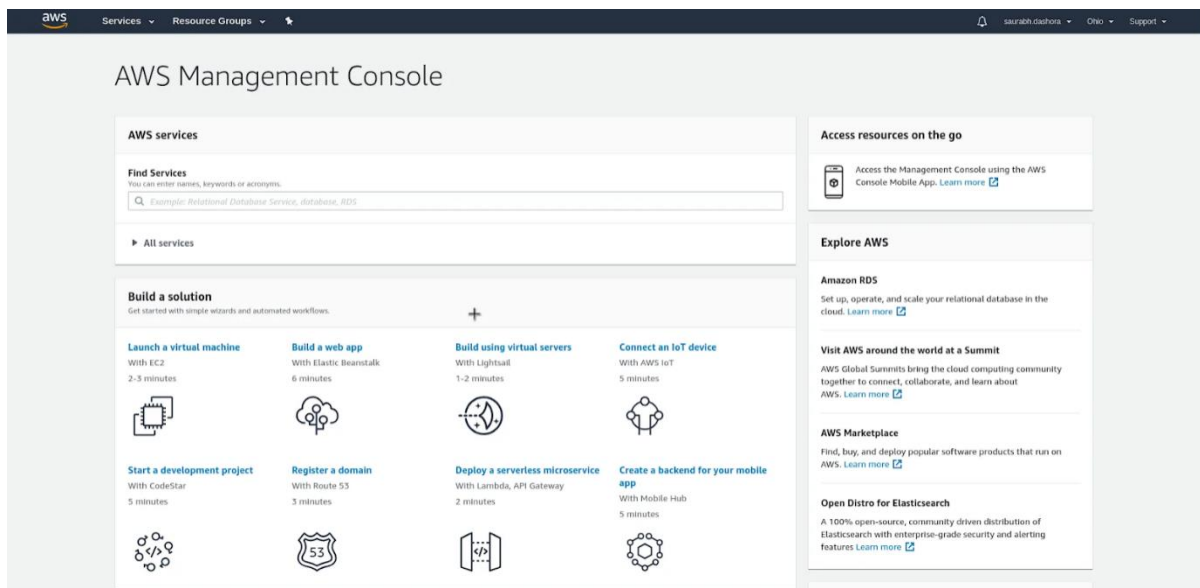 aws
Services
Resource Groups
saurabh.dashora
Ohio
Support
AWS Management Console
AWS services
Find Services
You can enter names, keywords or acronyms.
Example: Relational Database Service, database, RDS
All services
Build a solution
Get started with simple wizards and automated workflows.
Launch a virtual machine
With EC2
2-3 minutes
Build a web app
With Elastic Beanstalk
6 minutes
Build using virtual servers
With Lightsail
1-2 minutes
Connect an IoT device
With AWS IoT
5 minutes
Start a development project
With CodeStar
5 minutes
Register a domain
With Route 53
3 minutes
53
Deploy a serverless microservice
With Lambda, API Gateway
2 minutes
Create a backend for your mobile
app
With Mobile Hub
5 minutes
Access resources on the go
Access the Management Console using the AWS
Console Mobile App. Learn more
Explore AWS
Amazon RDS
Set up, operate, and scale your relational database in the
cloud. Learn more
Visit AWS around the world at a Summit
AWS Global Summits bring the cloud computing community
together to connect, collaborate, and learn about
AWS. Learn more
AWS Marketplace
Find, buy, and deploy popular software products that run on
AWS. Learn more
Open Distro for Elasticsearch
A 100% open-source, community driven distribution of
Elasticsearch with enterprise-grade security and alerting
features Learn more